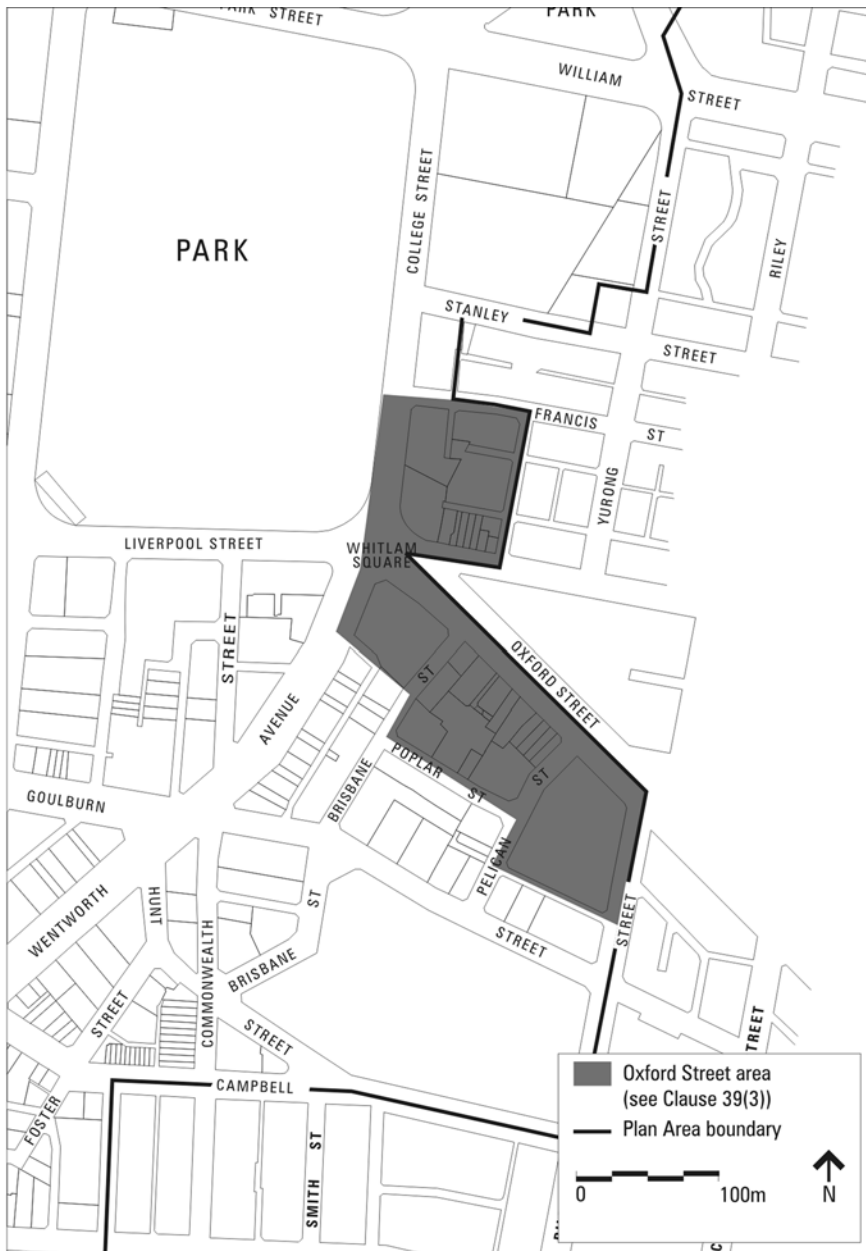 PARK STREET
PARK
WILLIAM
STREET
COLLEGE STREET
PARK
STREET
RILEY
STANLEY
STREET
FRANCIS
ST
YURONG
LIVERPOOL STREET
WHITLAM
SQUARE
STREET
OXFORD STREET
AVENUE
ST
POPLAR
ST
ST
BRISBANE
GOULBURN
PELICAN
WENTWORTH
HUNT
ST
STREET
STREET
COMMONWEALTH
BRISBANE
STREET
STREET
STREET
CAMPBELL
FOSTER
SMITH ST
Oxford Street area
(see Clause 39(3))
Plan Area boundary
0 100m
N